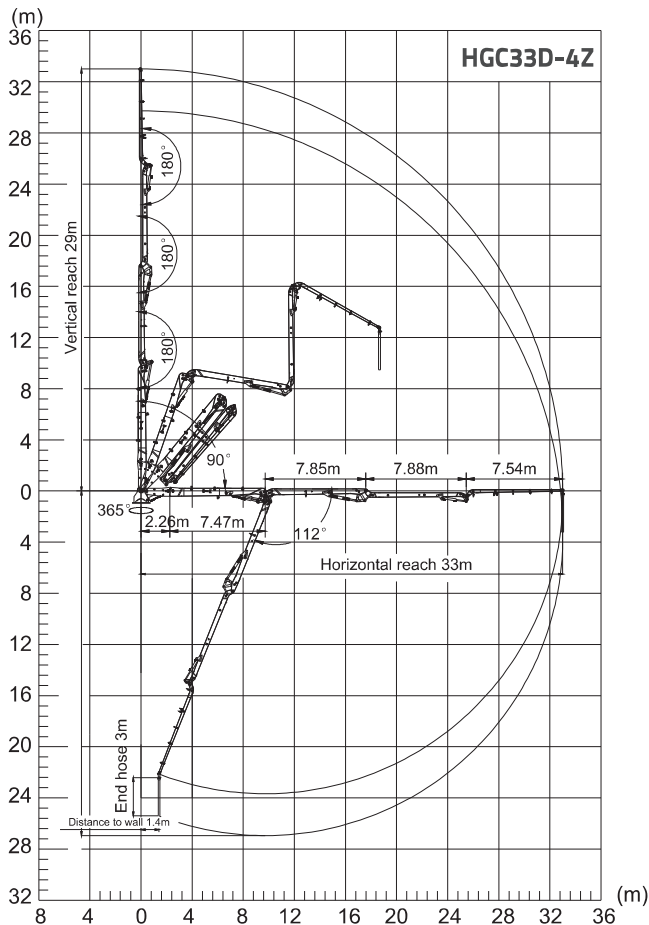 (m)
36
HGC33D-4Z
32
28
180°
24
Vertical reach 29m
20
180°
16
12
180°
8
4
90°
7.85m 7.88m 7.54m
0
365°
2.26m 7.47m
112°
4
Horizontal reach 33m
8
12
16
20
End hose 3m
24
Distance to wall 1.4m
28
32
8 4 0 4 8 12 16 20 24 28 32 36 (m)